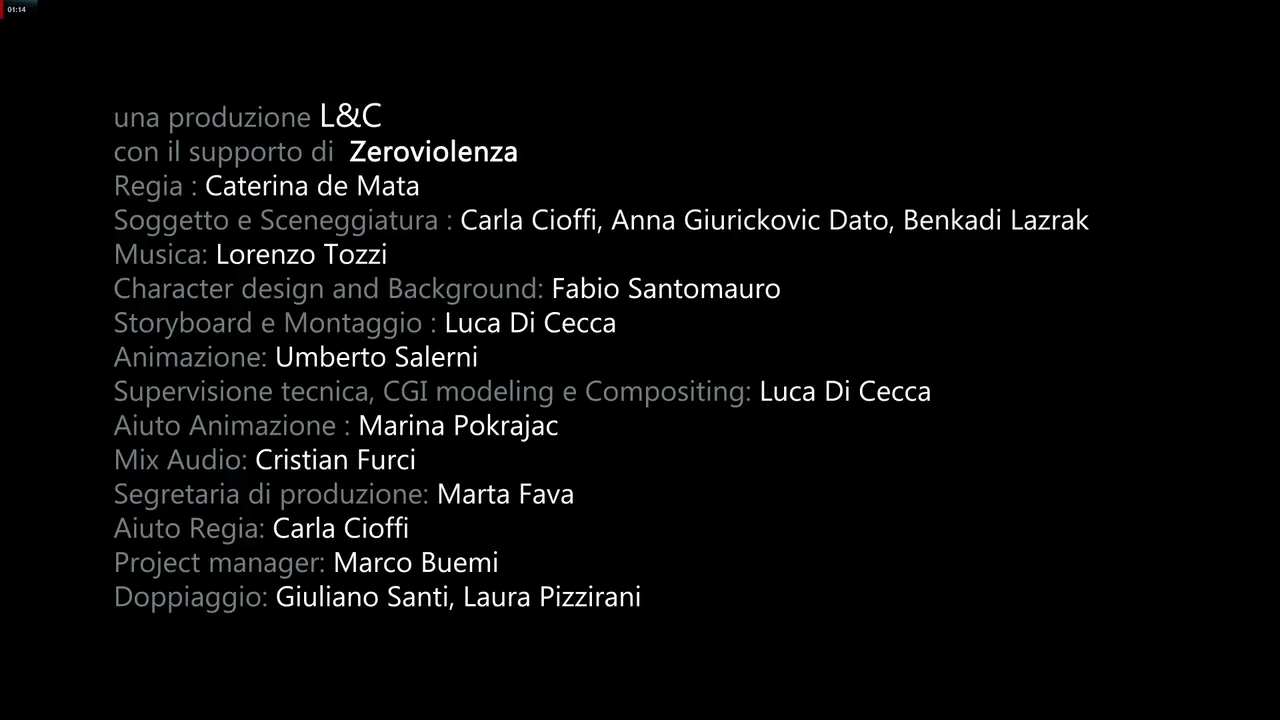 01:14
una produzione L&C
con il supporto di Zeroviolenza
Regia : Caterina de Mata
Soggetto e Sceneggiatura : Carla Cioffi, Anna Giurickovic Dato, Benkadi Lazrak
Musica: Lorenzo Tozzi
Character design and Background: Fabio Santomauro
Storyboard e Montaggio : Luca Di Cecca
Animazione: Umberto Salerni
Supervisione tecnica, CGI modeling e Compositing: Luca Di Cecca
Aiuto Animazione : Marina Pokrajac
Mix Audio: Cristian Furci
Segretaria di produzione: Marta Fava
Aiuto Regia: Carla Cioffi
Project manager: Marco Buemi
Doppiaggio: Giuliano Santi, Laura Pizzirani